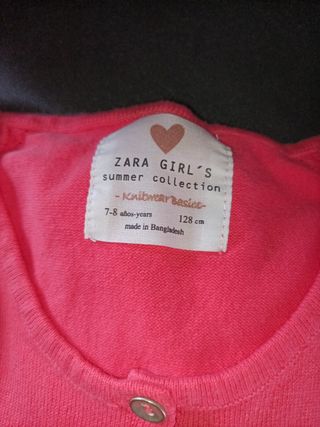 ZARA GIRL´S
summer collection
- Knitwear Basics -
7-8 años-years 128 cm
made in Bangladesh